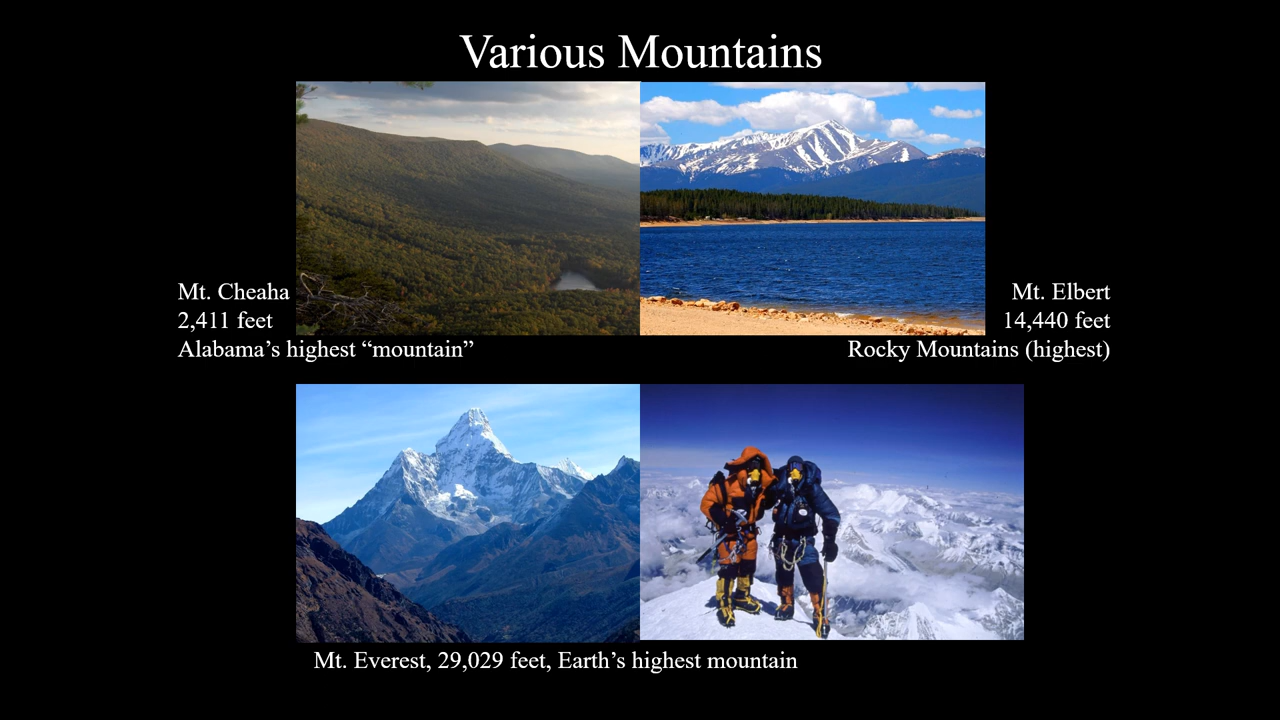 Various Mountains
Mt. Cheaha
2,411 feet
Alabama’s highest “mountain”
Mt. Elbert
14,440 feet
Rocky Mountains (highest)
Mt. Everest, 29,029 feet, Earth’s highest mountain